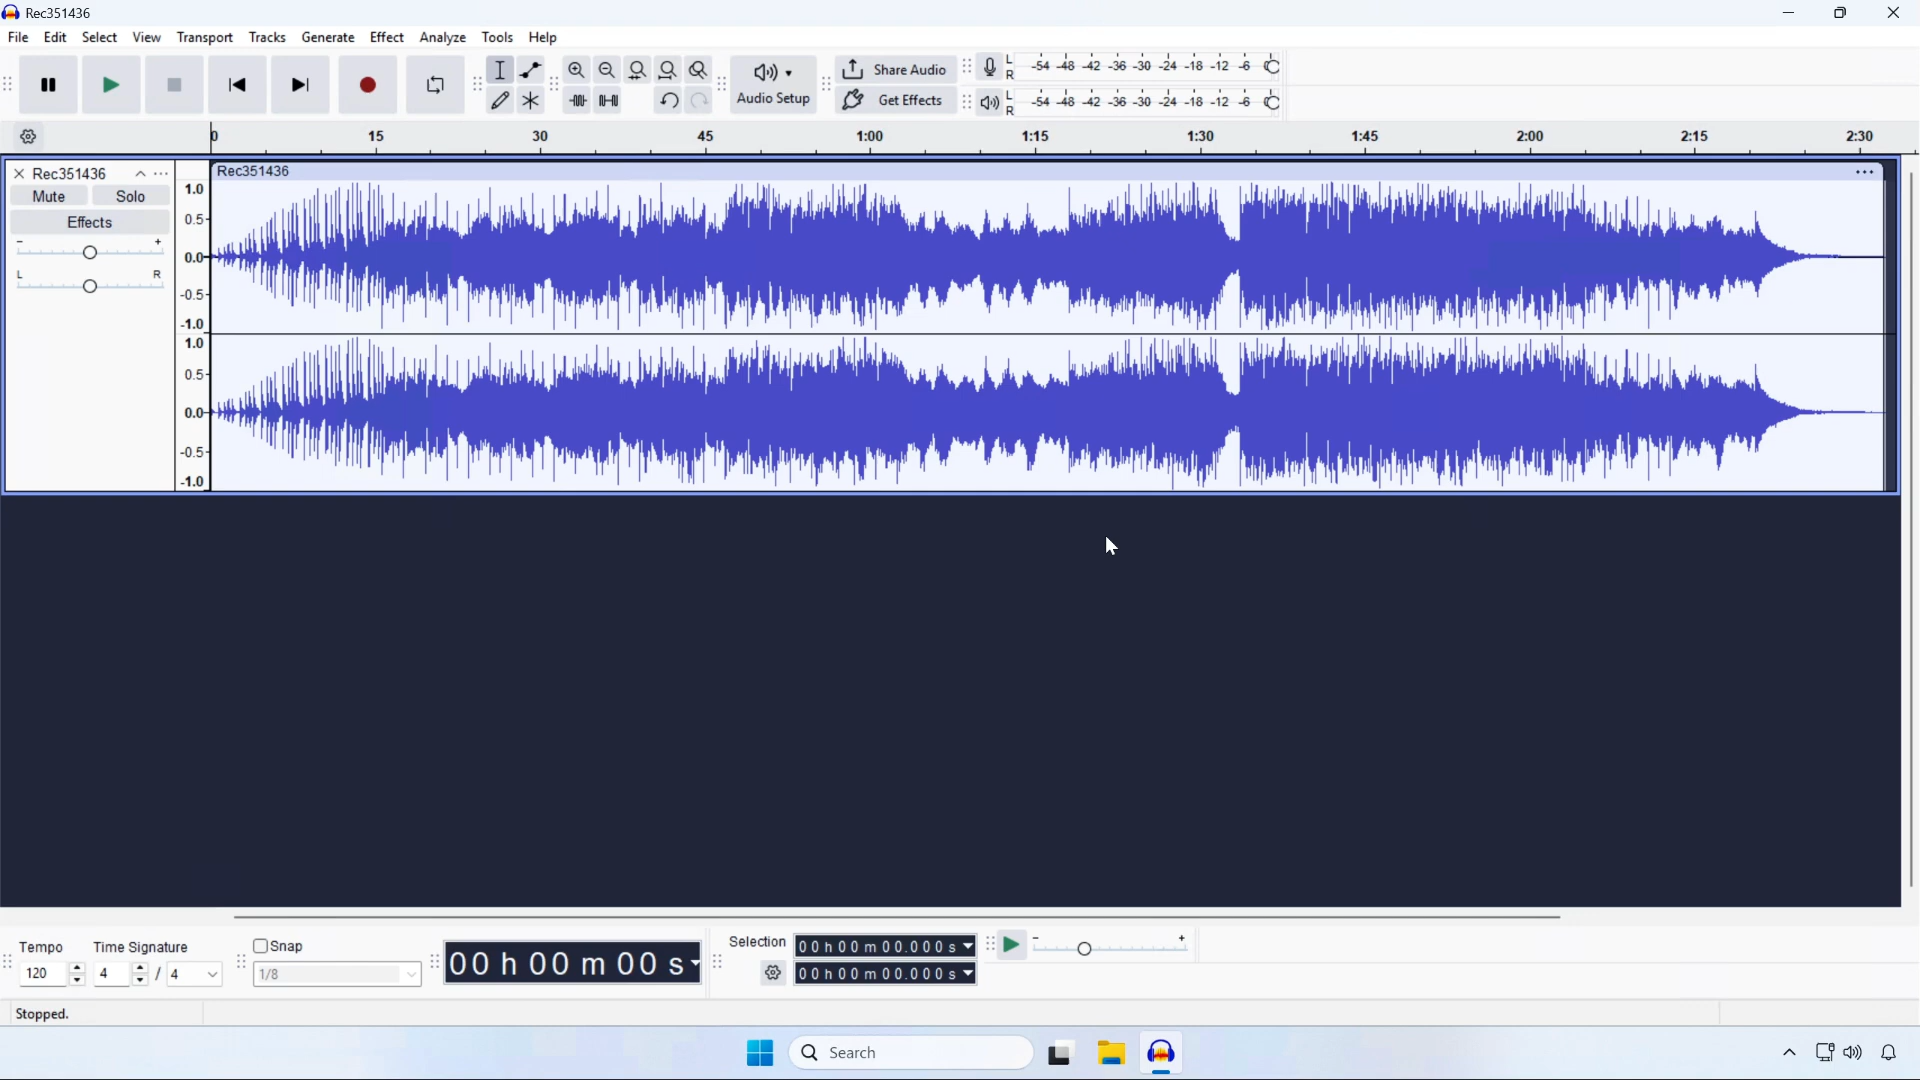 Rec351436
File Edit Select View Transport Tracks Generate Effect Analyze Tools Help
Audio Setup
Share Audio
Get Effects
L
R
-54 -48 -42 -36 -30 -24 -18 -12 -6 0
L
R
-54 -48 -42 -36 -30 -24 -18 -12 -6 0
0 15 30 45 1:00 1:15 1:30 1:45 2:00 2:15 2:30
Rec351436
Mute Solo
Effects
- +
L R
Rec351436
1.0
0.5
0.0
-0.5
-1.0
1.0
0.5
0.0
-0.5
-1.0
Tempo
120
Time Signature
4 / 4
Snap
1/8
00 h 00 m 00 s
Selection
00 h 00 m 00.000 s
00 h 00 m 00.000 s
- +
Stopped.
Search